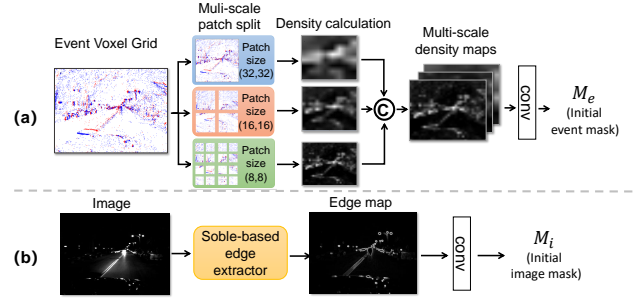 Muli-scale
patch split
Density calculation
Event Voxel Grid
Multi-scale
density maps
Patch
size
(32,32)
(a)
Patch
size
(16,16)
C
conv
M_e
(Initial
event mask)
Patch
size
(8,8)
Image
Edge map
(b)
Soble-based
edge
extractor
conv
M_i
(Initial
image mask)